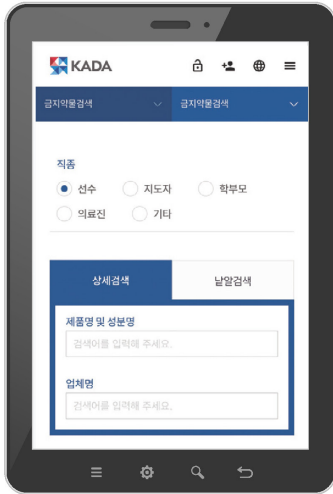 KADA
금지약물검색 금지약물검색
직종
선수 지도자 학부모
의료진 기타
상세검색 낱알검색
제품명 및 성분명
검색어를 입력해 주세요.
업체명
검색어를 입력해 주세요.